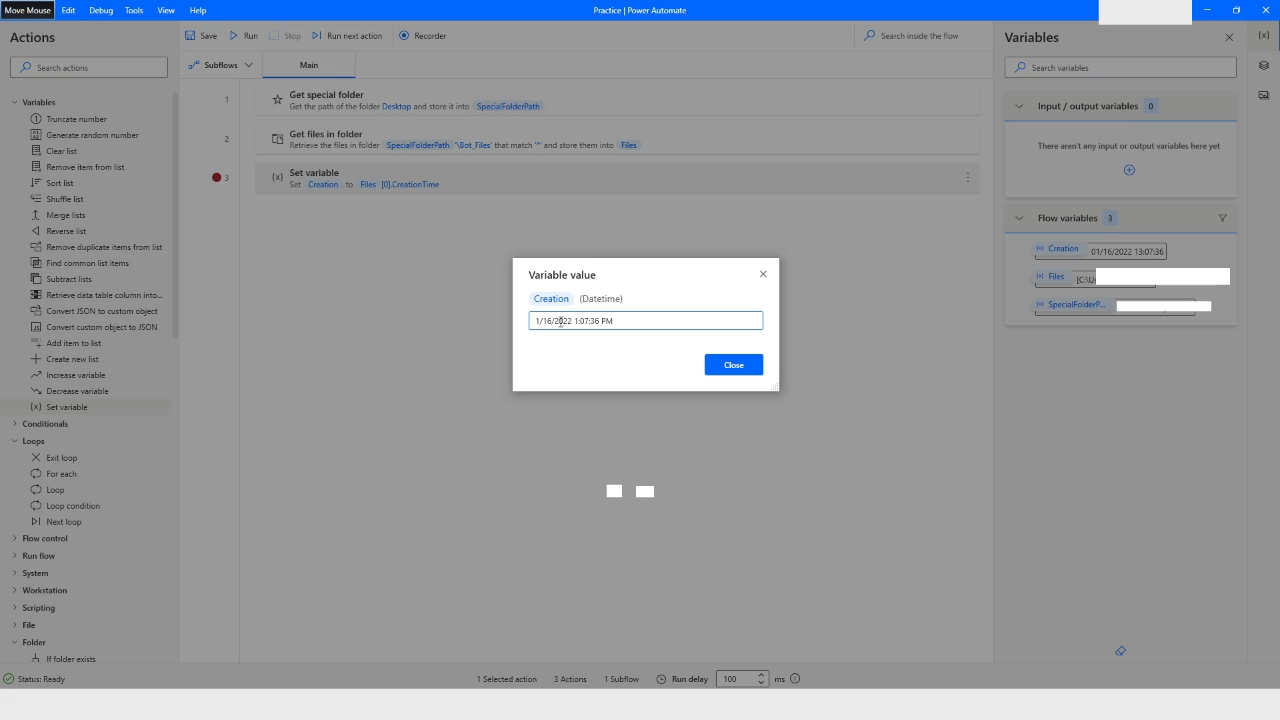 Move Mouse Edit Debug Tools View Help
Practice | Power Automate
Actions
Search actions
Variables
Truncate number
Generate random number
Clear list
Remove item from list
Sort list
Shuffle list
Merge lists
Reverse list
Remove duplicate items from list
Find common list items
Subtract lists
Retrieve data table column into...
Convert JSON to custom object
Convert custom object to JSON
Add item to list
Create new list
Increase variable
Decrease variable
{x} Set variable
Conditionals
Loops
Exit loop
For each
Loop
Loop condition
Next loop
Flow control
Run flow
System
Workstation
Scripting
File
Folder
If folder exists
Save Run Stop Run next action Recorder
Search inside the flow
Subflows Main
1 Get special folder
Get the path of the folder Desktop and store it into SpecialFolderPath
2 Get files in folder
Retrieve the files in folder SpecialFolderPath '\Bot_Files' that match '*' and store them into Files
3 {x} Set variable
Set Creation to Files [0].CreationTime
Variable value
Creation (Datetime)
1/16/2022 1:07:36 PM
Close
Variables
{x}
Search variables
Input / output variables 0
There aren't any input or output variables here yet
Flow variables 3
(x) Creation 01/16/2022 13:07:36
(x) Files
(x) SpecialFolderP...
Status: Ready 1 Selected action 3 Actions 1 Subflow Run delay 100 ms